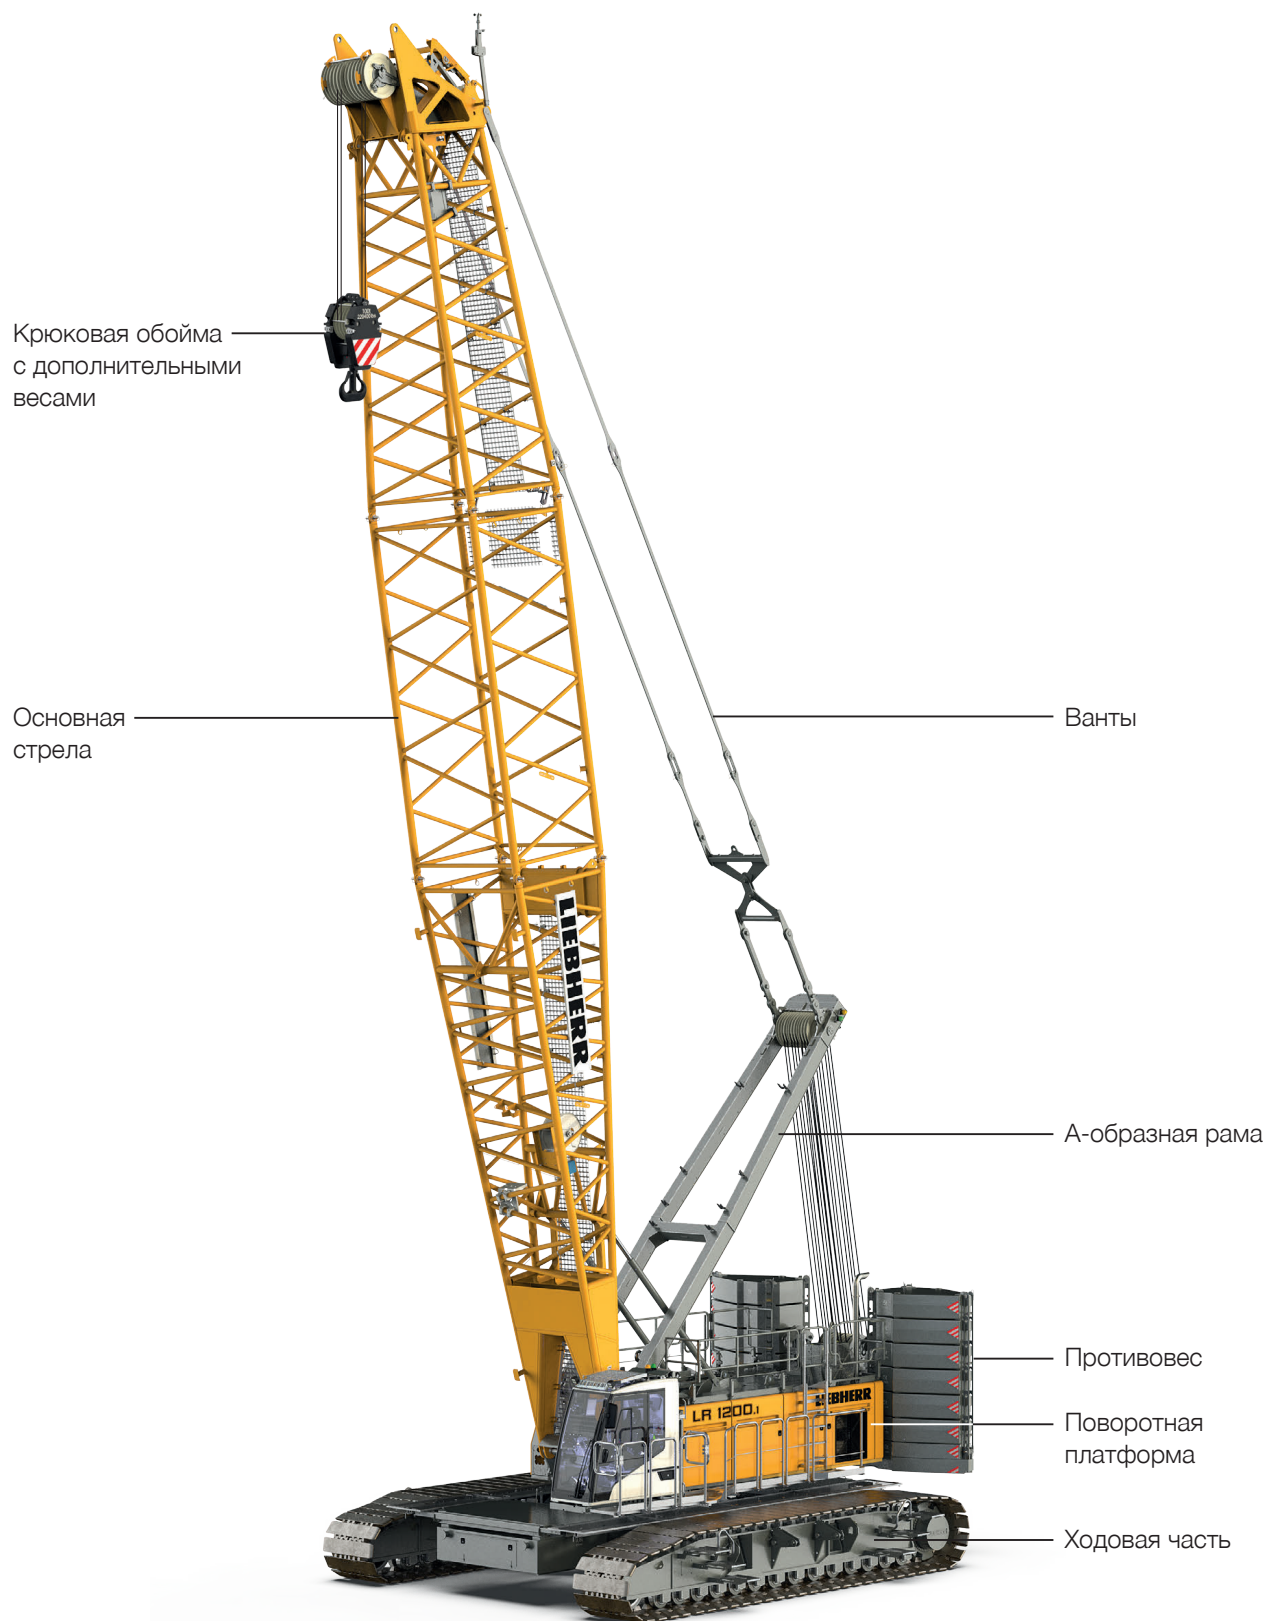 Крюковая обойма
с дополнительными
весами
Основная
стрела
Ванты
LIEBHERR
А-образная рама
Противовес
LR 1200.1
LIEBHERR
Поворотная
платформа
Ходовая часть